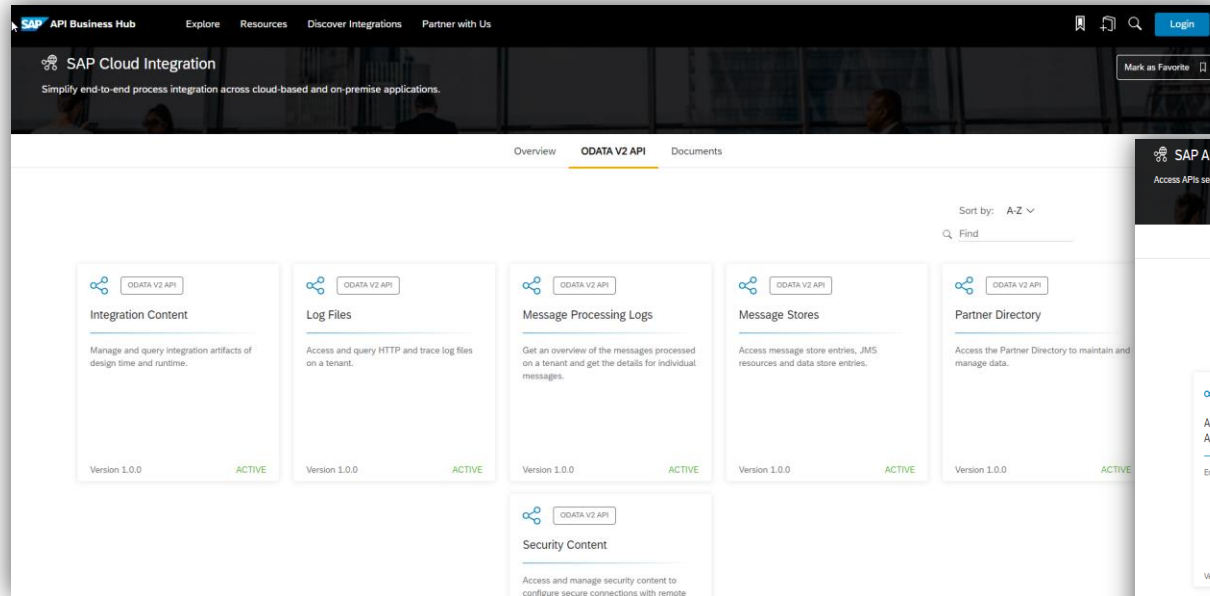 SAP API Business Hub Explore Resources Discover Integrations Partner with Us Login
SAP Cloud Integration
Mark as Favorite
Simplify end-to-end process integration across cloud-based and on-premise applications.
Overview ODATA V2 API Documents
Sort by: A-Z
Find
ODATA V2 API
Integration Content
Manage and query integration artifacts of
design time and runtime.
Version 1.0.0 ACTIVE
ODATA V2 API
Log Files
Access and query HTTP and trace log files
on a tenant.
Version 1.0.0 ACTIVE
ODATA V2 API
Message Processing Logs
Get an overview of the messages processed
on a tenant and get the details for individual
messages.
Version 1.0.0 ACTIVE
ODATA V2 API
Message Stores
Access message store entries, JMS
resources and data store entries.
Version 1.0.0 ACTIVE
ODATA V2 API
Partner Directory
Access the Partner Directory to maintain and
manage data.
Version 1.0.0 ACTIVE
ODATA V2 API
Security Content
Access and manage security content to
configure secure connections with remote
SAP A
Access APIs se
A
A